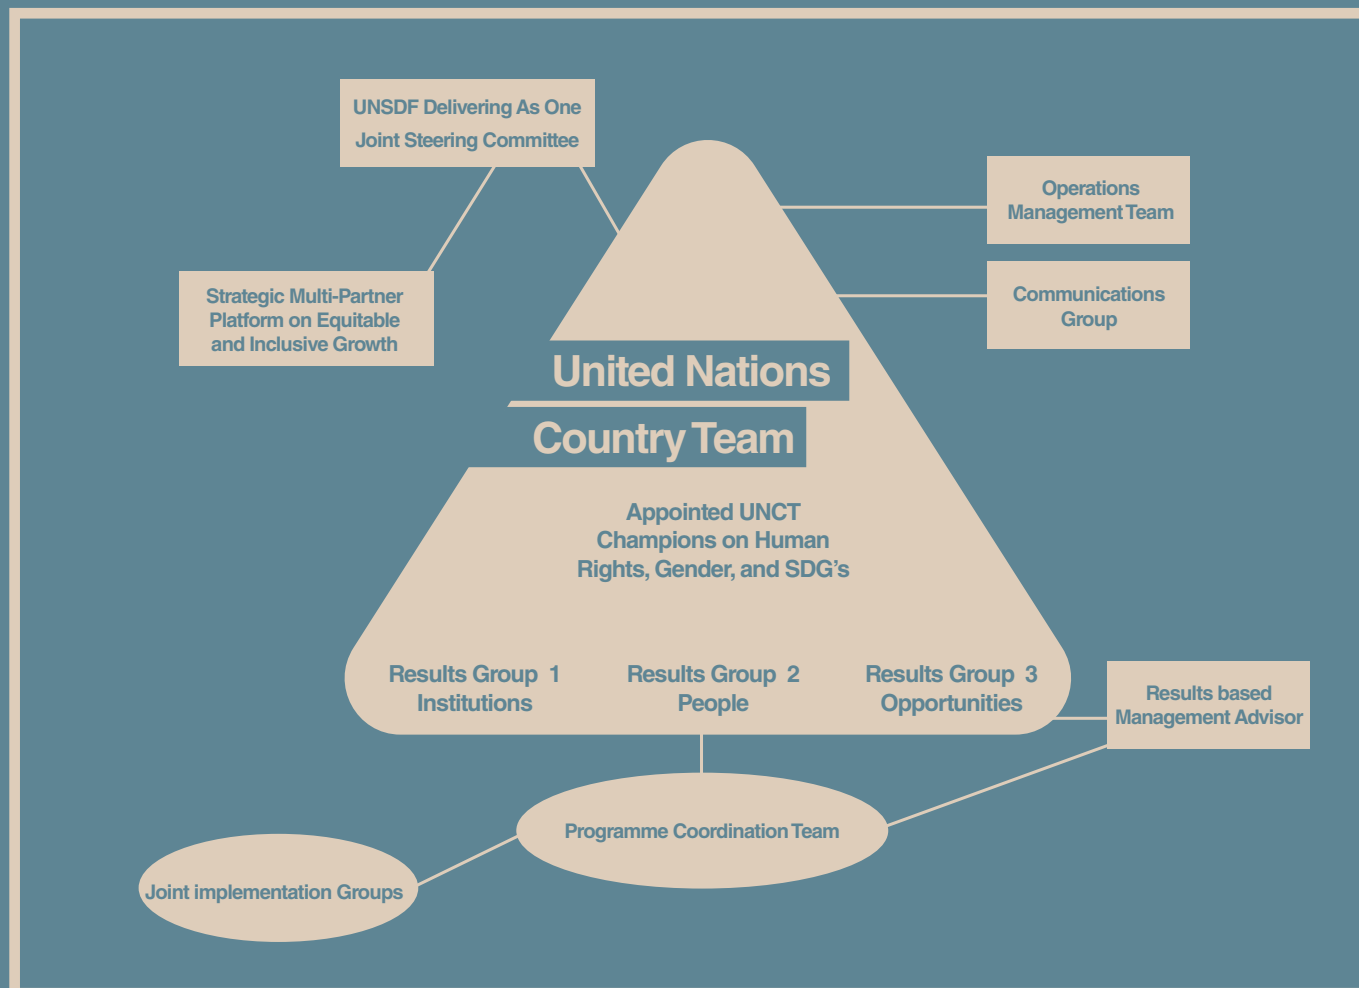 UNSDF Delivering As One
Joint Steering Committee
Operations
Management Team
Strategic Multi-Partner
Platform on Equitable
and Inclusive Growth
Communications
Group
United Nations
Country Team
Appointed UNCT
Champions on Human
Rights, Gender, and SDG’s
Results Group 1
Institutions
Results Group 2
People
Results Group 3
Opportunities
Results based
Management Advisor
Programme Coordination Team
Joint implementation Groups